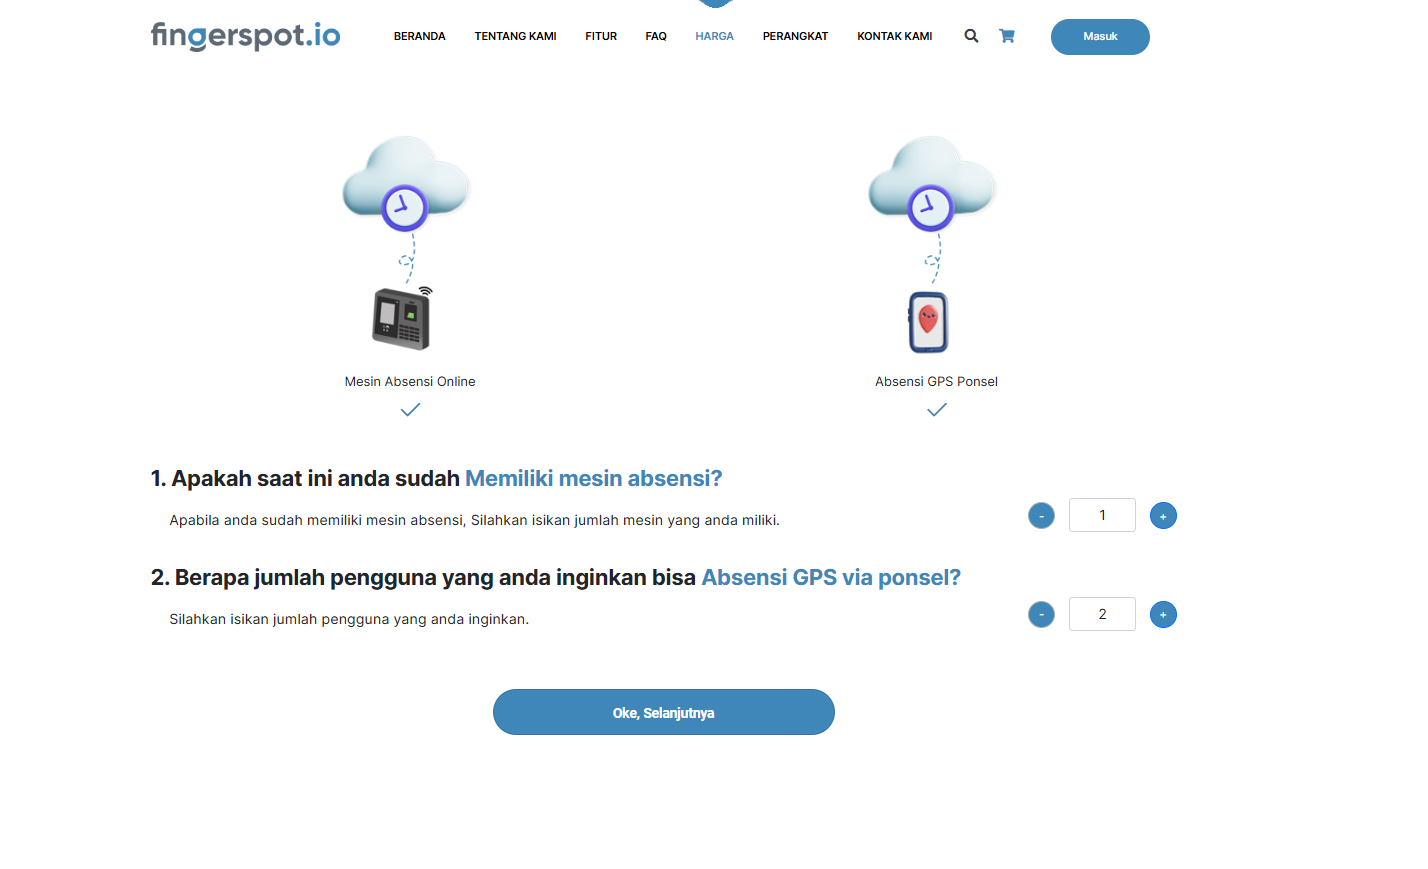 fingerspot.io
BERANDA TENTANG KAMI FITUR FAQ HARGA PERANGKAT KONTAK KAMI Masuk
Mesin Absensi Online
Absensi GPS Ponsel
1. Apakah saat ini anda sudah Memiliki mesin absensi?
Apabila anda sudah memiliki mesin absensi, Silahkan isikan jumlah mesin yang anda miliki.
- 1 +
2. Berapa jumlah pengguna yang anda inginkan bisa Absensi GPS via ponsel?
Silahkan isikan jumlah pengguna yang anda inginkan.
- 2 +
Oke, Selanjutnya